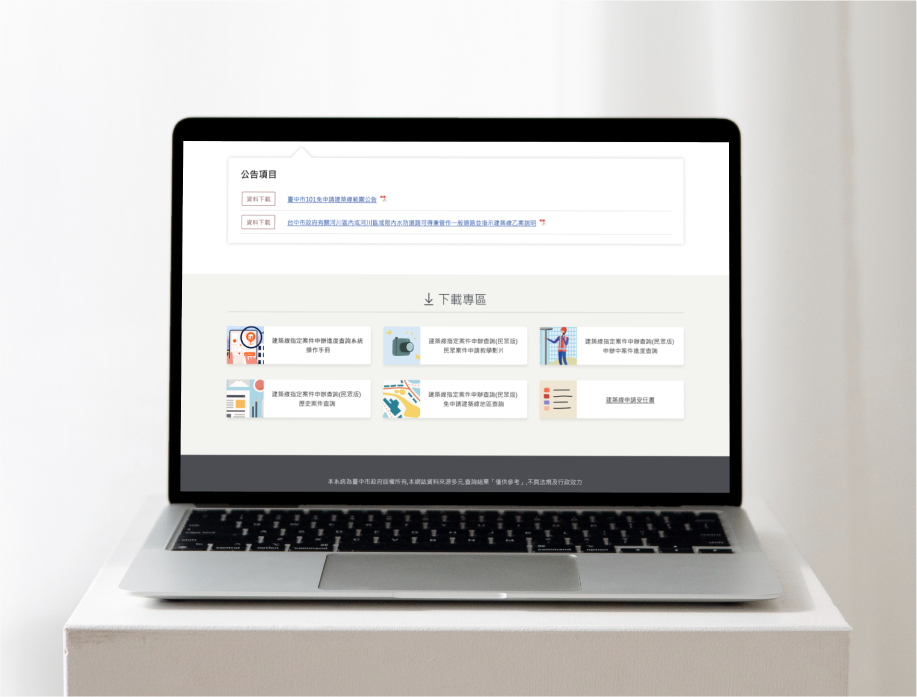 公告項目
資料下載 臺中市101免申請建築線範圍公告
資料下載 台中市政府有關河川區內或河川區域間內水防道路可得兼營作一般道路並指示建築線乙案說明
下載專區
建築線指定案件申辦進度查詢系統
操作手冊
建築線指定案件申辦查詢(民眾版)
民眾案件申請教學影片
建築線指定案件申辦查詢(民眾版)
申辦中案件進度查詢
建築線指定案件申辦查詢(民眾版)
歷史案件查詢
建築線指定案件申辦查詢(民眾版)
免申請建築線地區查詢
建築線申請受任書
本系統為臺中市政府版權所有,本網誌資料來源多元,查詢結果「僅供參考」,不具法規及行政效力
control option command
command option